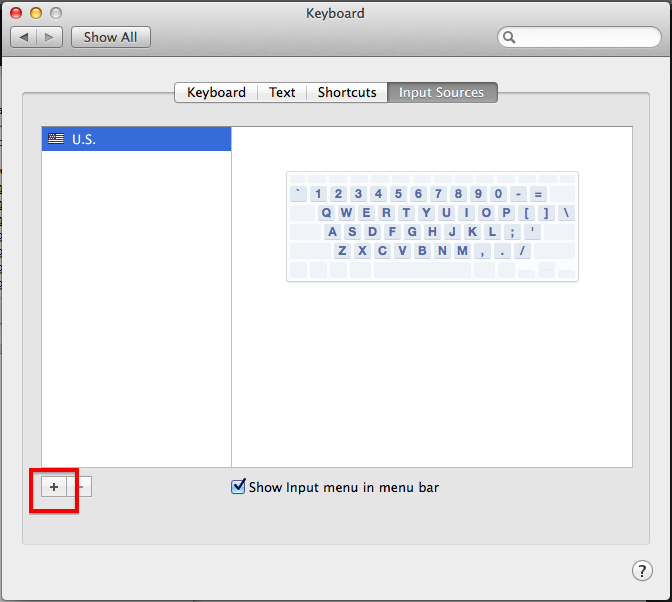 Keyboard
Show All
Keyboard Text Shortcuts Input Sources
U.S.
` 1 2 3 4 5 6 7 8 9 0 - =
Q W E R T Y U I O P [ ] \
A S D F G H J K L ; '
Z X C V B N M , . /
+ -
Show Input menu in menu bar
?